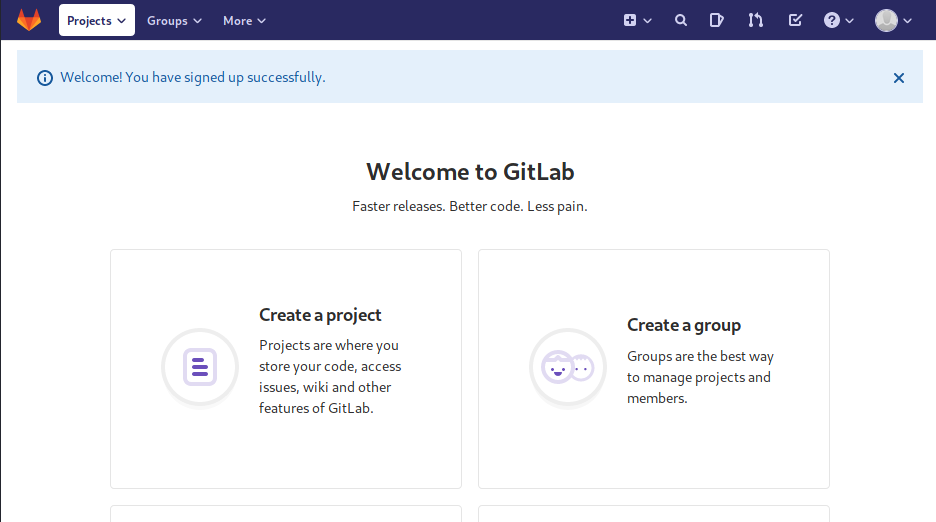 Projects Groups More
Welcome! You have signed up successfully.
Welcome to GitLab
Faster releases. Better code. Less pain.
Create a project
Projects are where you
store your code, access
issues, wiki and other
features of GitLab.
Create a group
Groups are the best way
to manage projects and
members.